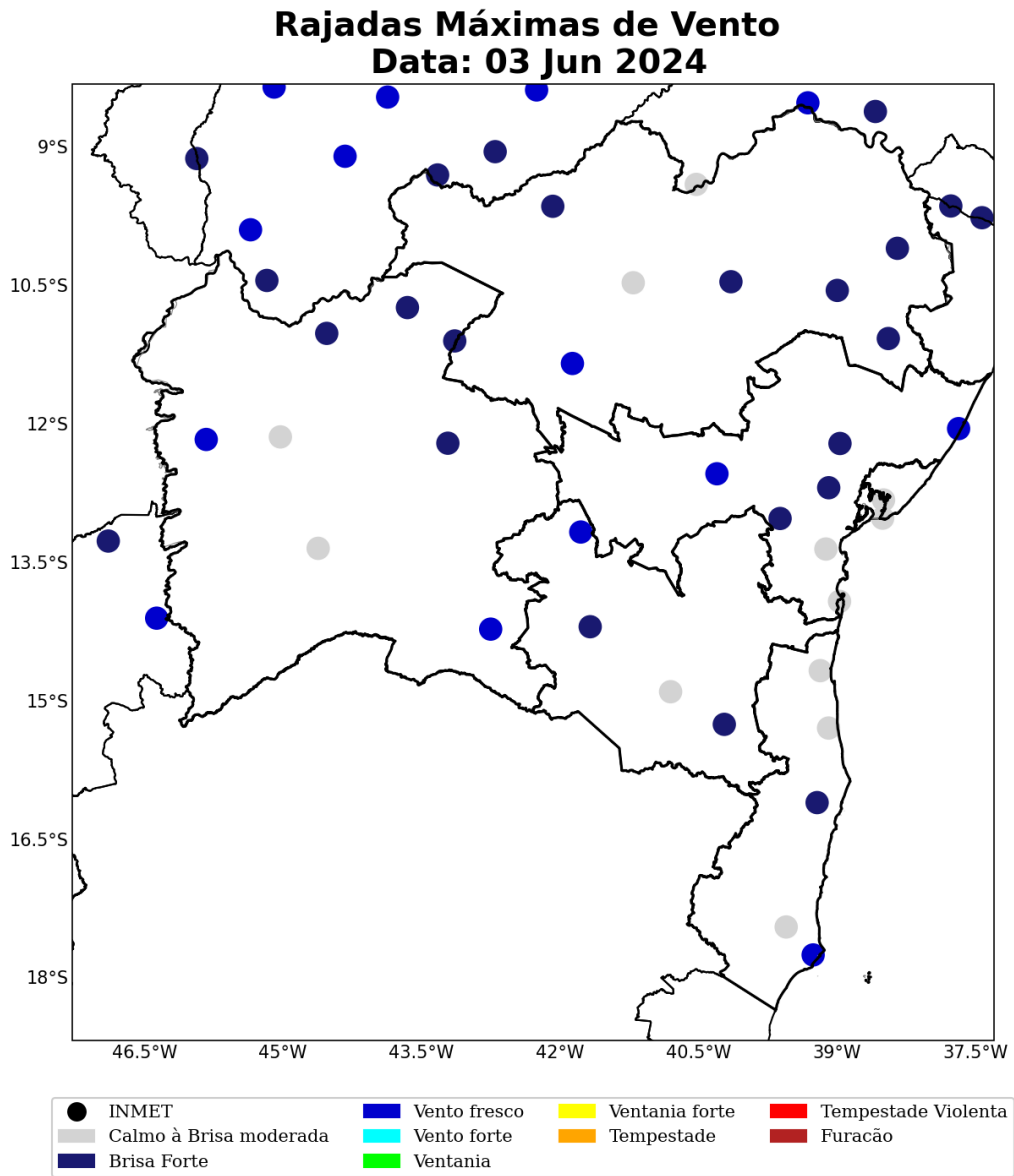 Rajadas Máximas de Vento
Data: 03 Jun 2024
9°S
10.5°S
12°S
13.5°S
15°S
16.5°S
18°S
46.5°W 45°W 43.5°W 42°W 40.5°W 39°W 37.5°W
INMET Vento fresco Ventania forte Tempestade Violenta
Calmo à Brisa moderada Vento forte Tempestade Furacão
Brisa Forte Ventania